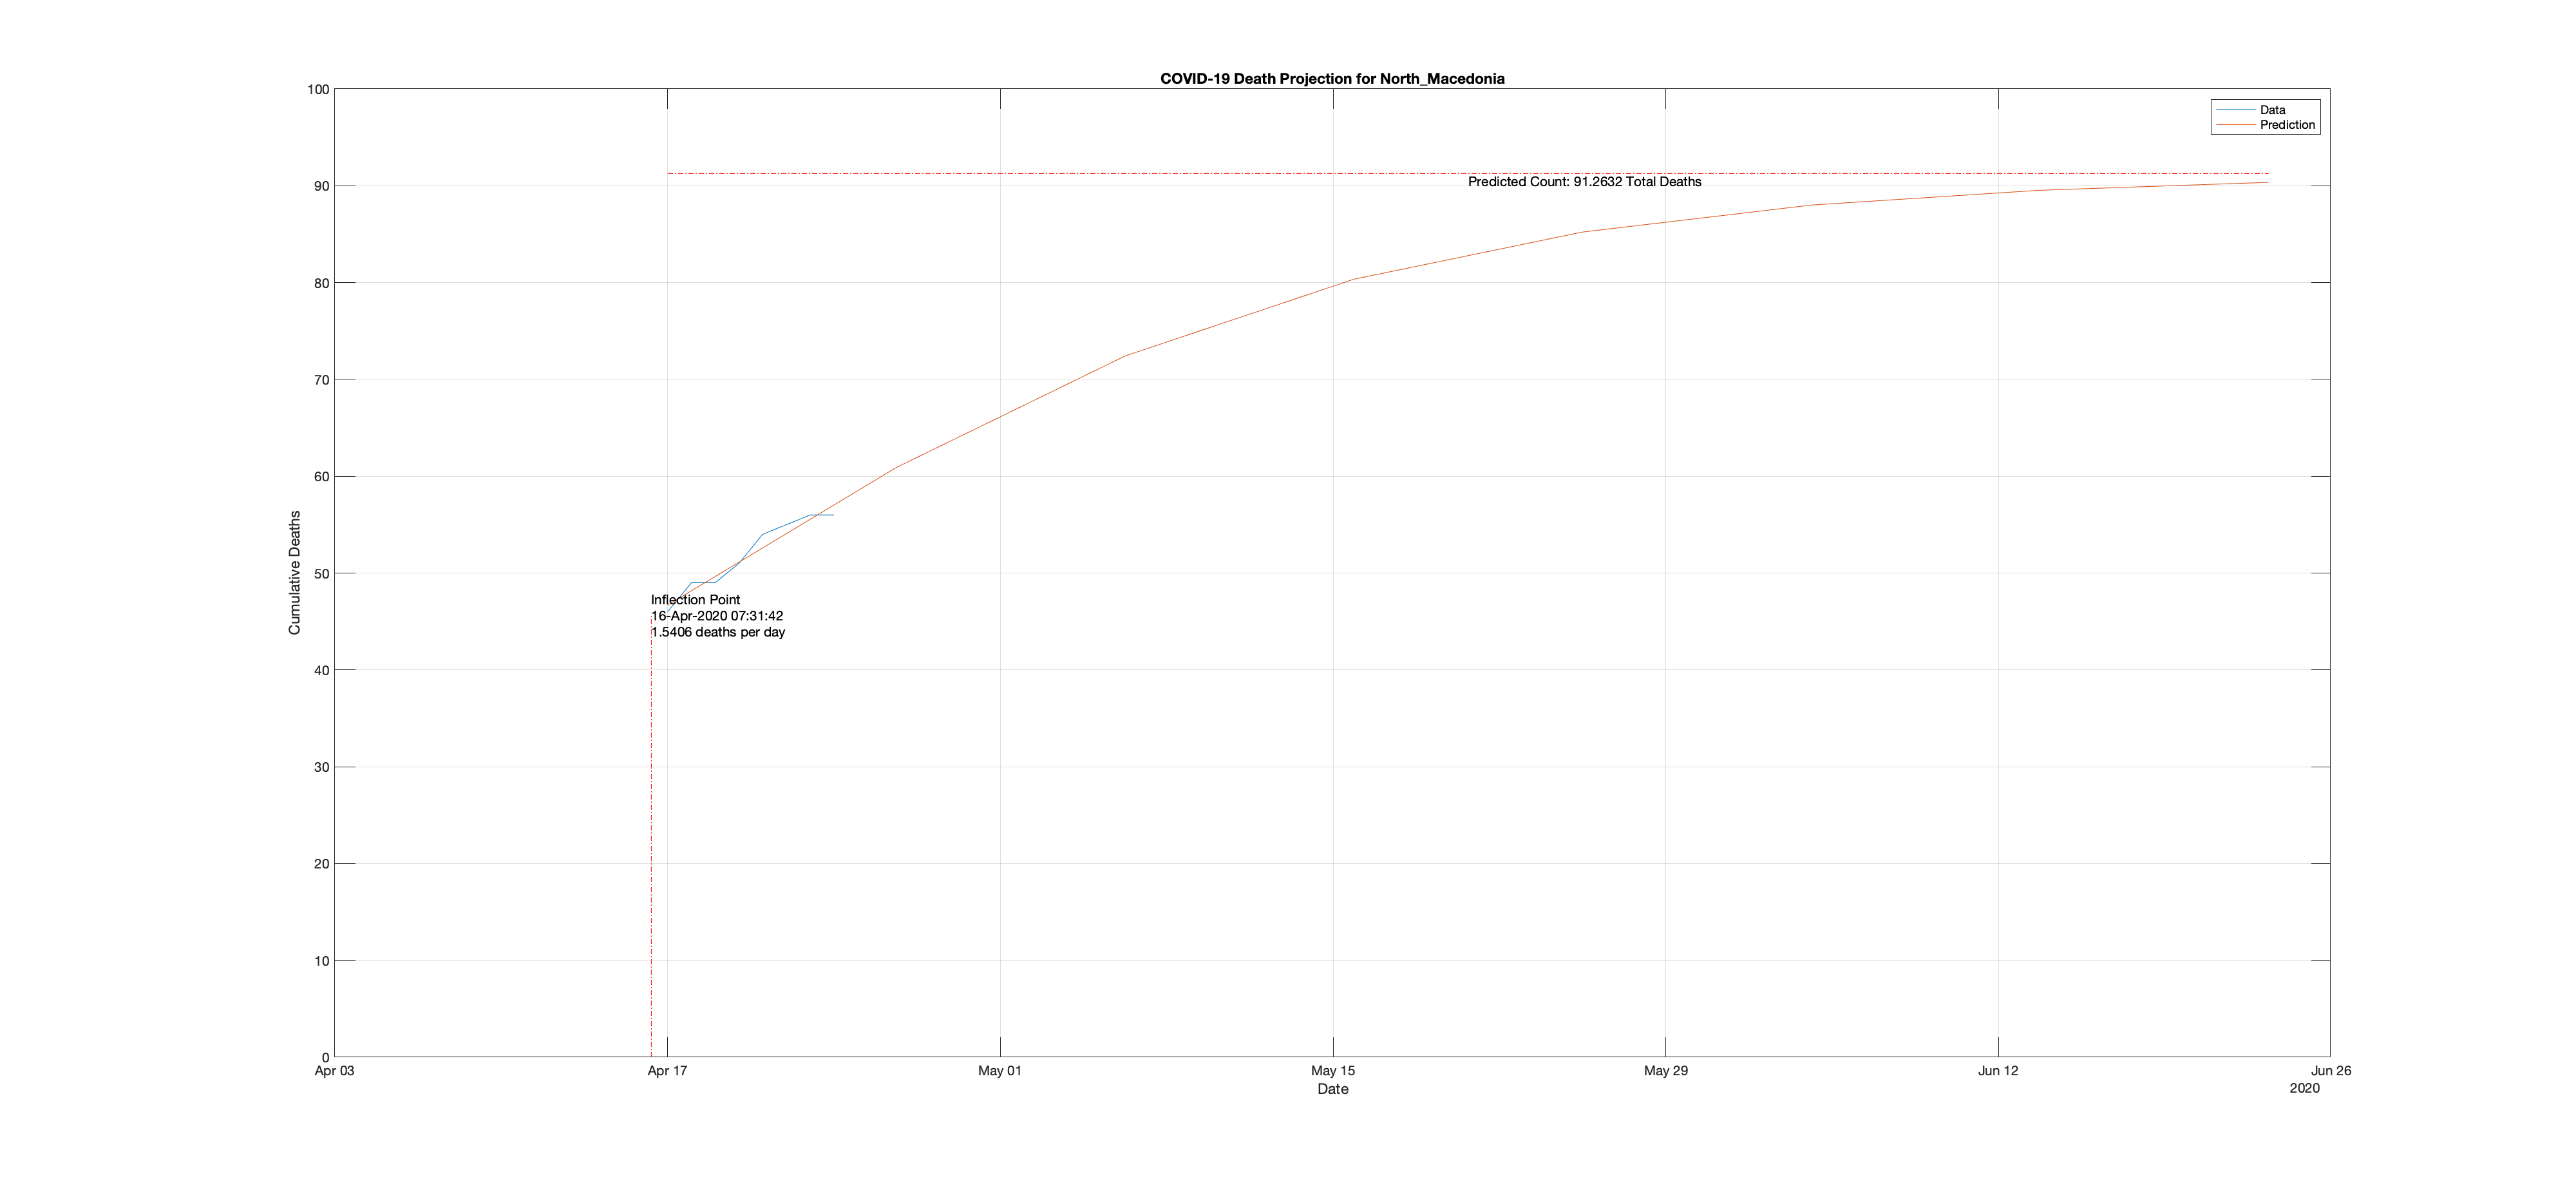 COVID-19 Death Projection for North_Macedonia
Data
Prediction
100
90
80
70
60
50
40
30
20
10
0
Cumulative Deaths
Predicted Count: 91.2632 Total Deaths
Inflection Point
16-Apr-2020 07:31:42
1.5406 deaths per day
Apr 03
Apr 17
May 01
May 15
May 29
Jun 12
Jun 26
Date
2020